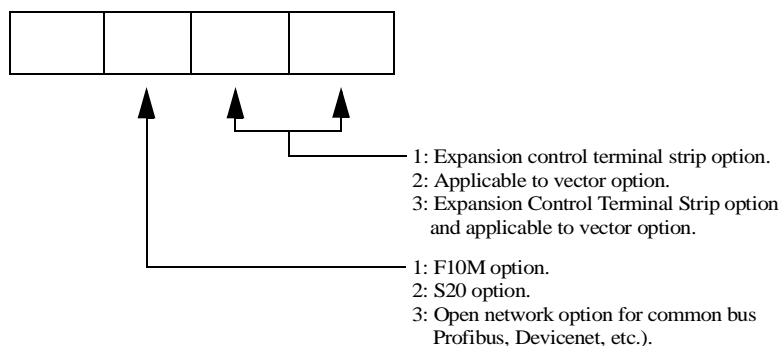 1: Expansion control terminal strip option.
2: Applicable to vector option.
3: Expansion Control Terminal Strip option
and applicable to vector option.
1: F10M option.
2: S20 option.
3: Open network option for common bus
Profibus, Devicenet, etc.).